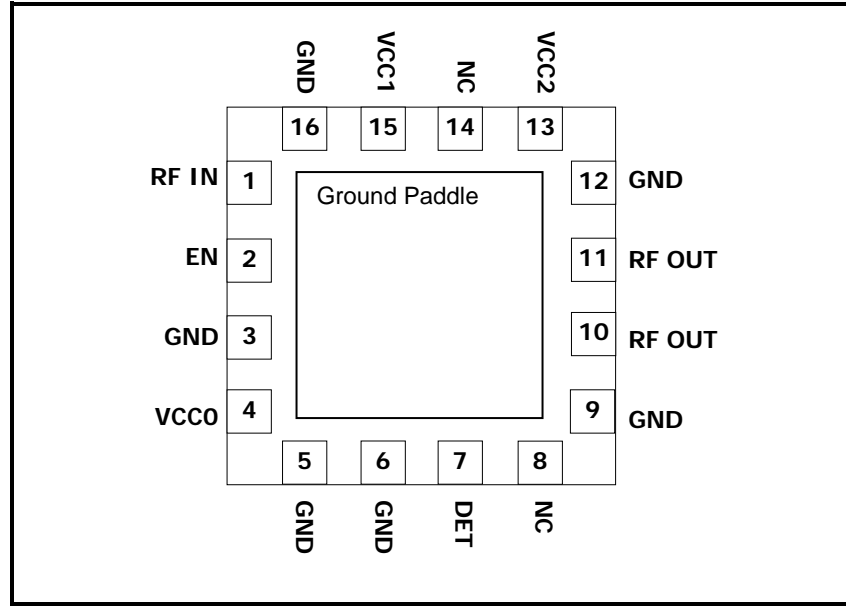 GND VCC1 NC VCC2
16 15 14 13
RF IN 1 12 GND
Ground Paddle
EN 2 11 RF OUT
GND 3 10 RF OUT
VCC0 4 9 GND
5 6 7 8
GND GND DET NC